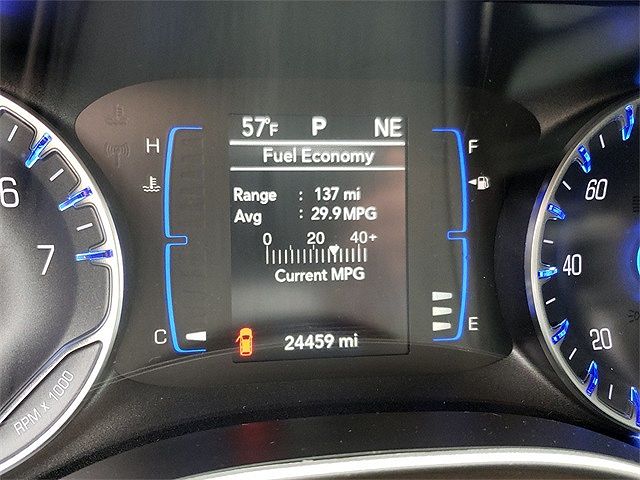 57°F P NE
Fuel Economy
H
F
Range : 137 mi
Avg : 29.9 MPG
0 20 40+
Current MPG
C
E
24459 mi
6
7
RPM x 1000
60
40
20